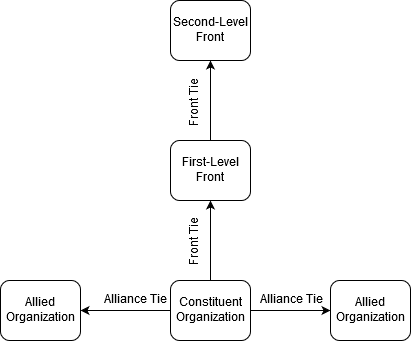 Second-Level
Front
Front Tie
First-Level
Front
Front Tie
Allied
Organization
Alliance Tie
Constituent
Organization
Alliance Tie
Allied
Organization